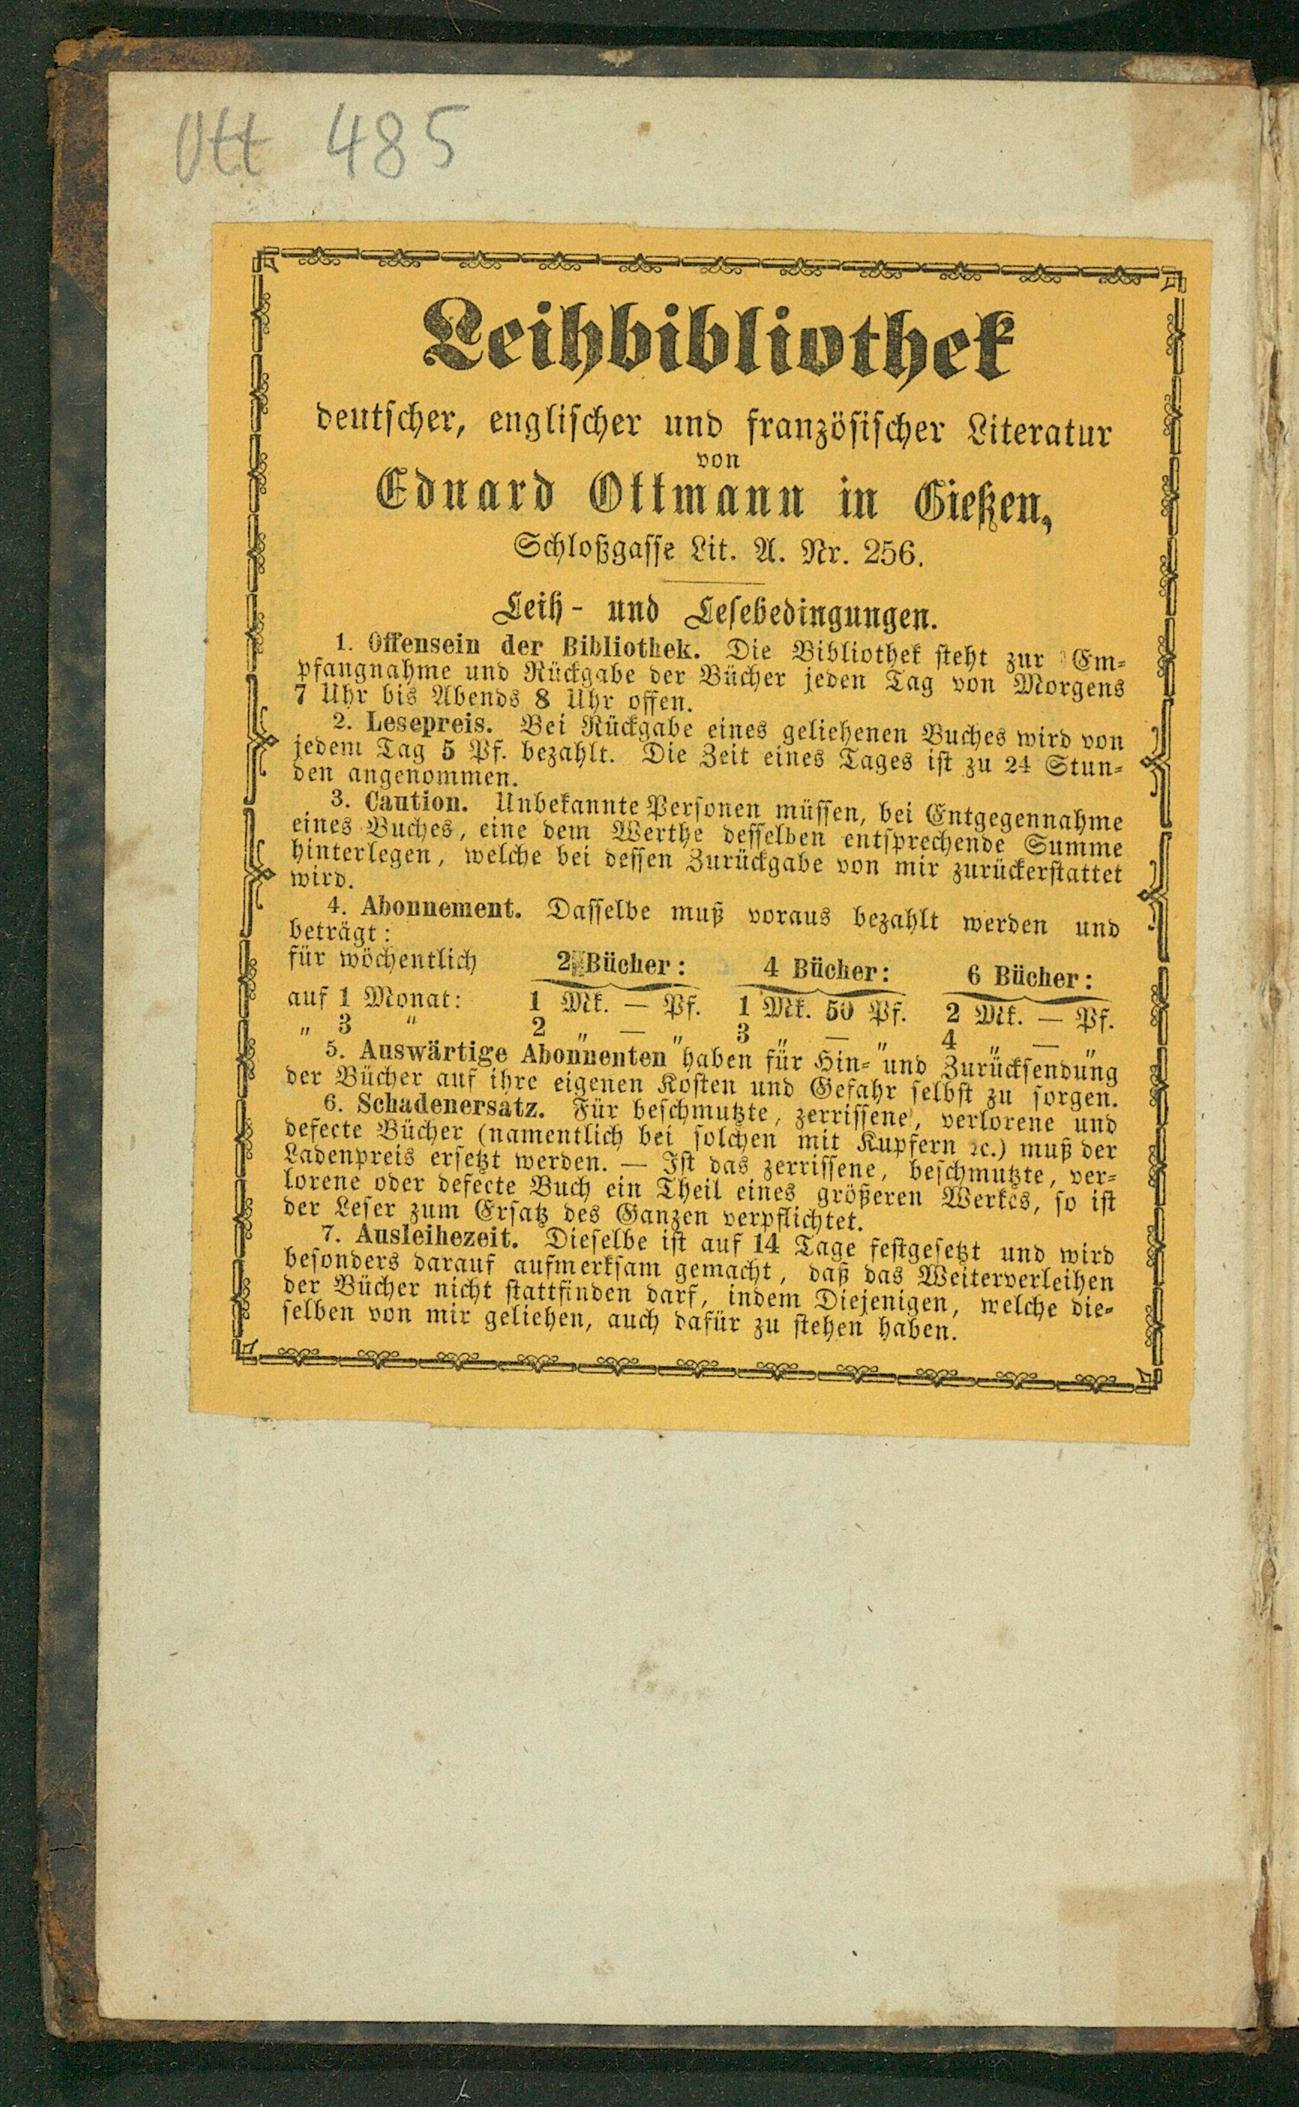 Ott 485
Leihbibliothek
deutscher, englischer und französischer Literatur
von
Eduard Ottmann in Gießen,
Schloßgasse Lit. A. Nr. 256.
Leih- und Lesebedingungen.
1. Offensein der Bibliothek. Die Bibliothek steht zur Em-
pfangnahme und Rückgabe der Bücher jeden Tag von Morgens
7 Uhr bis Abends 8 Uhr offen.
2. Lesepreis. Bei Rückgabe eines geliehenen Buches wird von
jedem Tag 5 Pf. bezahlt. Die Zeit eines Tages ist zu 24 Stun-
den angenommen.
3. Caution. Unbekannte Personen müssen, bei Entgegennahme
eines Buches, eine dem Werthe desselben entsprechende Summe
hinterlegen, welche bei dessen Zurückgabe von mir zurückerstattet
wird.
4. Abonnement. Dasselbe muß voraus bezahlt werden und
beträgt:
für wöchentlich 2 Bücher: 4 Bücher: 6 Bücher:
auf 1 Monat: 1 Mk. — Pf. 1 Mk. 50 Pf. 2 Mk. — Pf.
„ 3 „ 2 „ — „ 3 „ — „ 4 „ — „
5. Auswärtige Abonnenten haben für Hin- und Zurücksendung
der Bücher auf ihre eigenen Kosten und Gefahr selbst zu sorgen.
6. Schadenersatz. Für beschmutzte, zerrissene, verlorene und
defecte Bücher (namentlich bei solchen mit Kupfern ꝛc.) muß der
Ladenpreis ersetzt werden. — Ist das zerrissene, beschmutzte, ver-
lorene oder defecte Buch ein Theil eines größeren Werkes, so ist
der Leser zum Ersatz des Ganzen verpflichtet.
7. Ausleihezeit. Dieselbe ist auf 14 Tage festgesetzt und wird
besonders darauf aufmerksam gemacht, daß das Weiterverleihen
der Bücher nicht stattfinden darf, indem Diejenigen, welche die-
selben von mir geliehen, auch dafür zu stehen haben.